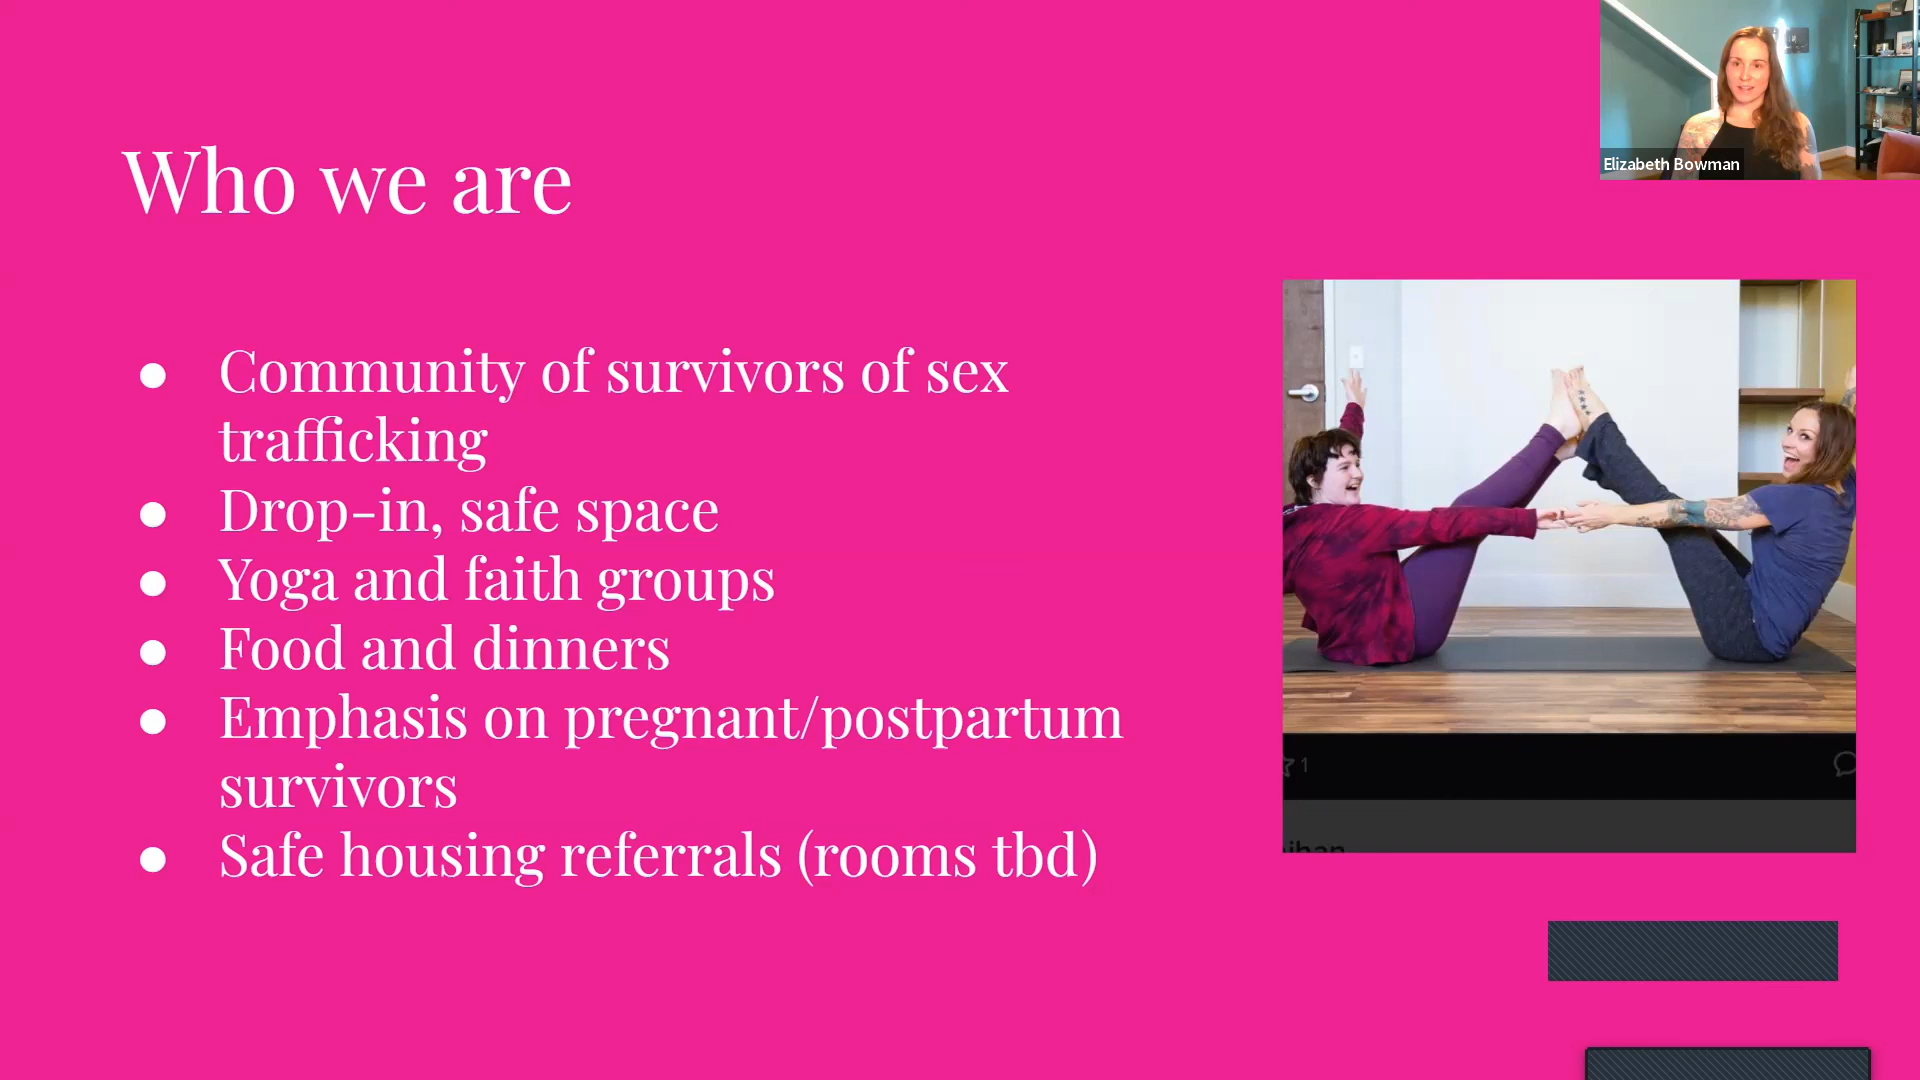 Elizabeth Bowman
Who we are
● Community of survivors of sex
trafficking
● Drop-in, safe space
● Yoga and faith groups
● Food and dinners
● Emphasis on pregnant/postpartum
survivors
● Safe housing referrals (rooms tbd)
1